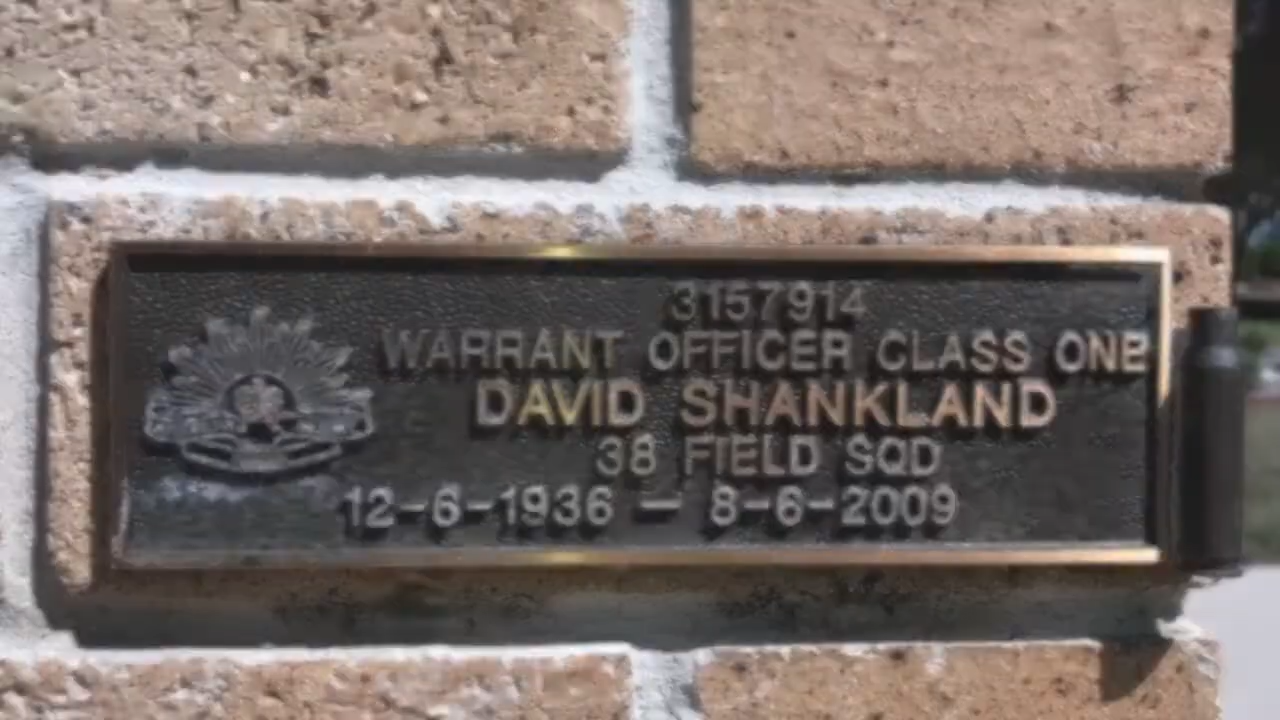 3157914
WARRANT OFFICER CLASS ONE
DAVID SHANKLAND
38 FIELD SQD
12-6-1936 — 8-6-2009